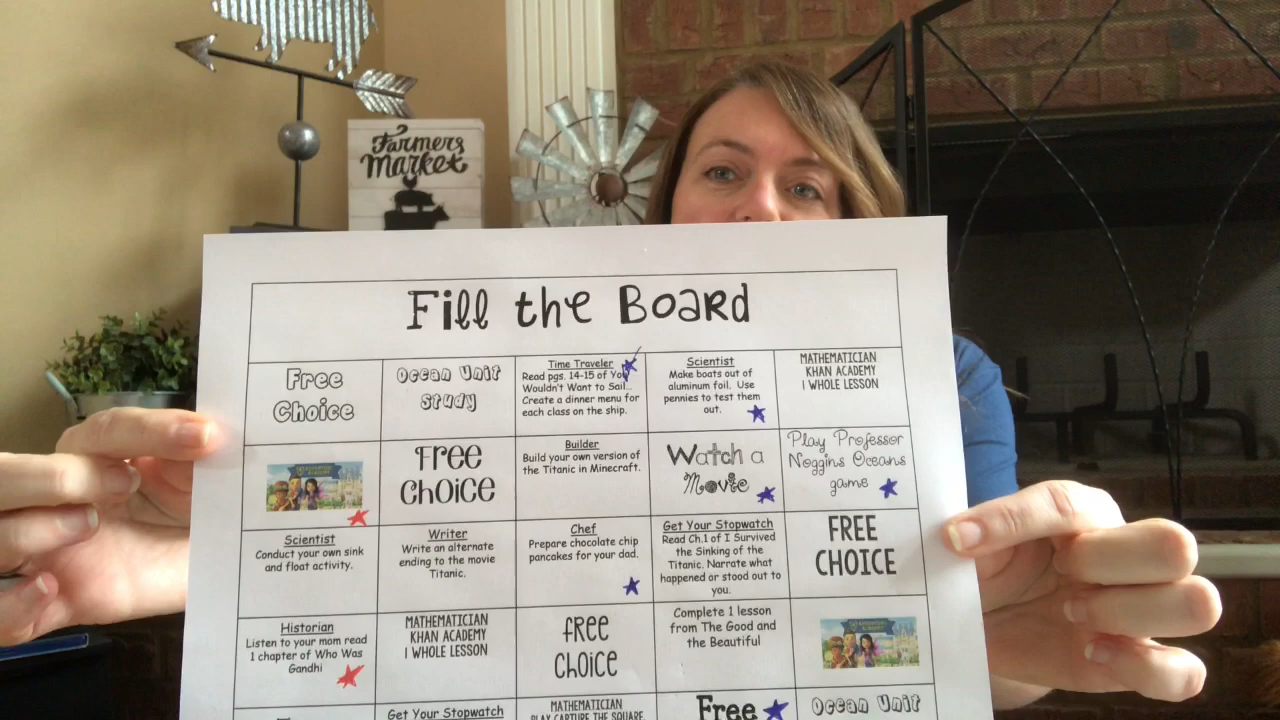 Farmers
Market
Fill the Board
Free
Choice
Ocean Unit
Study
Time Traveler
Read pgs. 14-15 of You
Wouldn't Want to Sail...
Create a dinner menu for
each class on the ship.
Scientist
Make boats out of
aluminum foil. Use
pennies to test them
out.
MATHEMATICIAN
KHAN ACADEMY
1 WHOLE LESSON
FREE
CHOICE
Builder
Build your own version of
the Titanic in Minecraft.
Watch a
Movie
Play Professor
Noggins Oceans
game
Scientist
Conduct your own sink
and float activity.
Writer
Write an alternate
ending to the movie
Titanic.
Chef
Prepare chocolate chip
pancakes for your dad.
Get Your Stopwatch
Read Ch.1 of I Survived
the Sinking of the
Titanic. Narrate what
happened or stood out to
you.
FREE
CHOICE
Historian
Listen to your mom read
1 chapter of Who Was
Gandhi
MATHEMATICIAN
KHAN ACADEMY
1 WHOLE LESSON
FREE
CHOICE
Complete 1 lesson
from The Good and
the Beautiful
Get Your Stopwatch
MATHEMATICIAN
PLAY CAPTURE THE SQUARE
Free
Ocean Unit